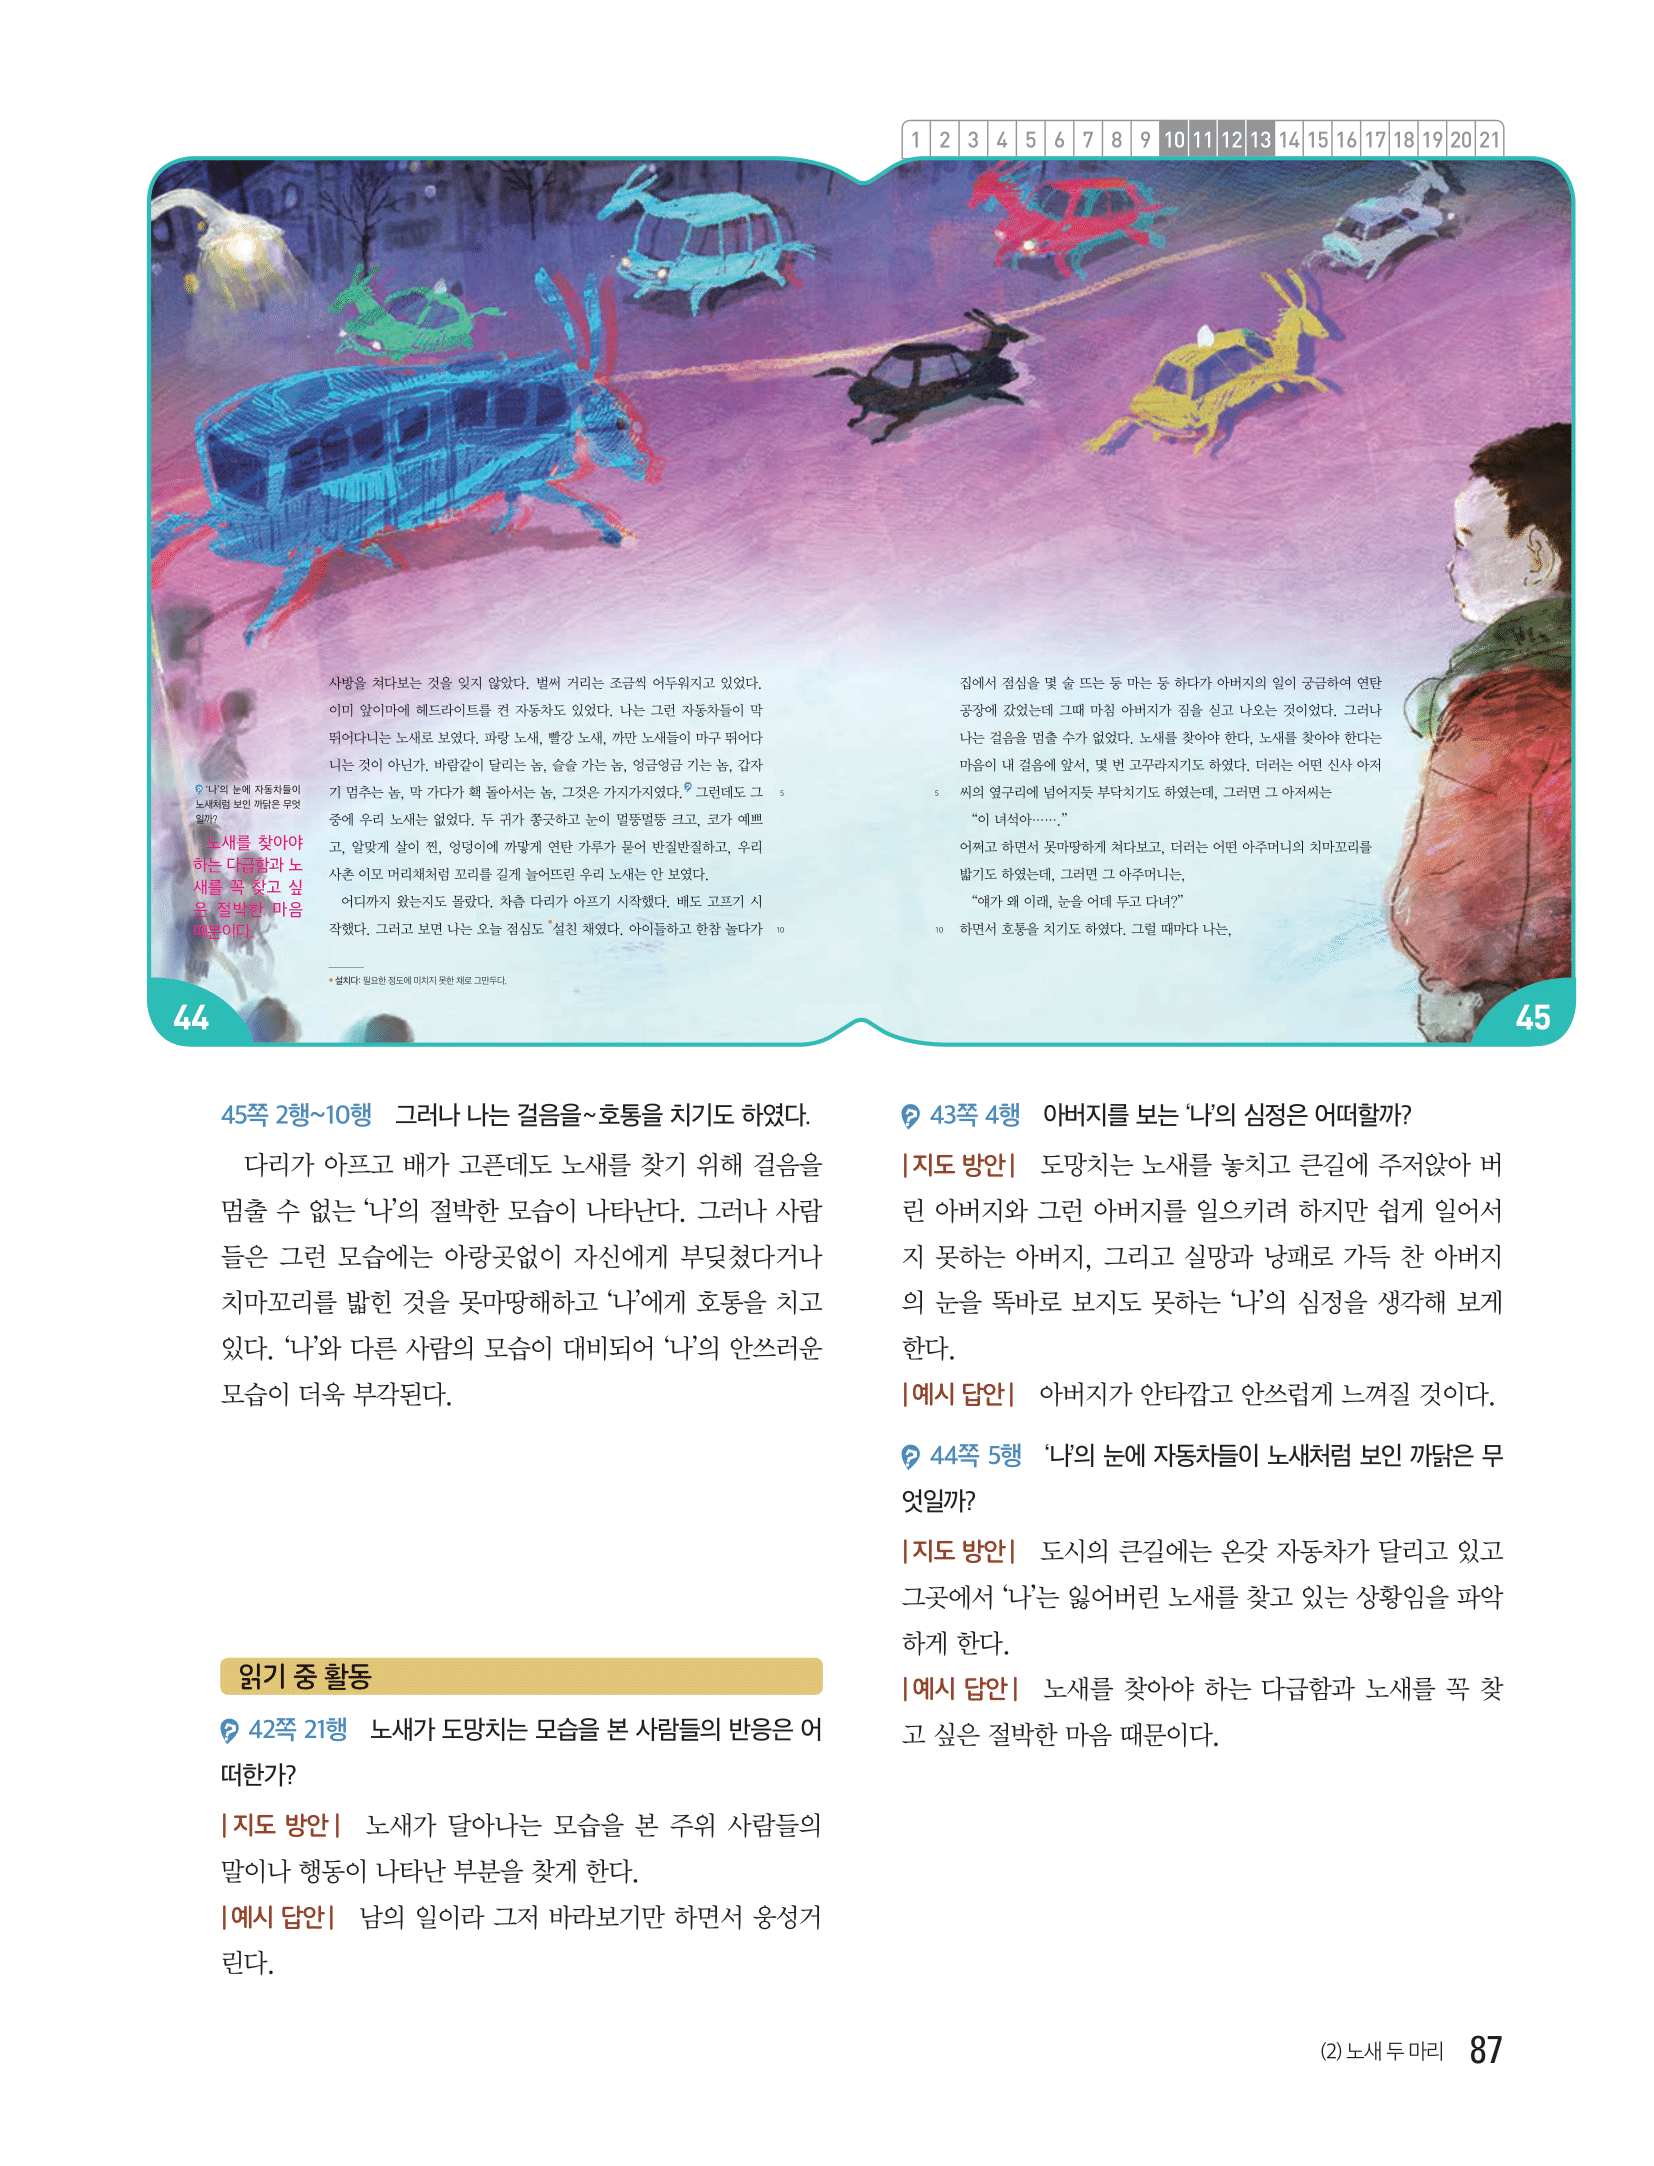 1 2 3 4 5 6 7 8 9 10 11 12 13 14 15 16 17 18 19 20 21
사방을 쳐다보는 것을 잊지 않았다. 벌써 거리는 조금씩 어두워지고 있었다.
이미 앞이마에 헤드라이트를 켠 자동차도 있었다. 나는 그런 자동차들이 막
뛰어다니는 노새로 보였다. 파랑 노새, 빨강 노새, 까만 노새들이 마구 뛰어다
니는 것이 아닌가. 바람같이 달리는 놈, 슬슬 가는 놈, 엉금엉금 기는 놈, 갑자
기 멈추는 놈, 막 가다가 홱 돌아서는 놈, 그것은 가지가지였다. 그런데도 그 5
중에 우리 노새는 없었다. 두 귀가 쫑긋하고 눈이 멀뚱멀뚱 크고, 코가 예쁘
고, 알맞게 살이 찐, 엉덩이에 까맣게 연탄 가루가 묻어 반질반질하고, 우리
사촌 이모 머리채처럼 꼬리를 길게 늘어뜨린 우리 노새는 안 보였다.
어디까지 왔는지도 몰랐다. 차츰 다리가 아프기 시작했다. 배도 고프기 시
작했다. 그러고 보면 나는 오늘 점심도 •설친 채였다. 아이들하고 한참 놀다가 10
• 설치다: 필요한 정도에 미치지 못한 채로 그만두다.
‘나’의 눈에 자동차들이
노새처럼 보인 까닭은 무엇
일까?
노새를 찾아야
하는 다급함과 노
새를 꼭 찾고 싶
은 절박한 마음
때문이다.
44
집에서 점심을 몇 술 뜨는 둥 마는 둥 하다가 아버지의 일이 궁금하여 연탄
공장에 갔었는데 그때 마침 아버지가 짐을 싣고 나오는 것이었다. 그러나
나는 걸음을 멈출 수가 없었다. 노새를 찾아야 한다, 노새를 찾아야 한다는
마음이 내 걸음에 앞서, 몇 번 고꾸라지기도 하였다. 더러는 어떤 신사 아저
5 씨의 옆구리에 넘어지듯 부닥치기도 하였는데, 그러면 그 아저씨는
“이 녀석아…….”
어쩌고 하면서 못마땅하게 쳐다보고, 더러는 어떤 아주머니의 치마꼬리를
밟기도 하였는데, 그러면 그 아주머니는,
“얘가 왜 이래, 눈을 어데 두고 다녀?”
10 하면서 호통을 치기도 하였다. 그럴 때마다 나는,
45
45쪽 2행~10행 그러나 나는 걸음을~호통을 치기도 하였다.
다리가 아프고 배가 고픈데도 노새를 찾기 위해 걸음을
멈출 수 없는 ‘나’의 절박한 모습이 나타난다. 그러나 사람
들은 그런 모습에는 아랑곳없이 자신에게 부딪쳤다거나
치마꼬리를 밟힌 것을 못마땅해하고 ‘나’에게 호통을 치고
있다. ‘나’와 다른 사람의 모습이 대비되어 ‘나’의 안쓰러운
모습이 더욱 부각된다.
읽기 중 활동
42쪽 21행 노새가 도망치는 모습을 본 사람들의 반응은 어
떠한가?
|지도 방안| 노새가 달아나는 모습을 본 주위 사람들의
말이나 행동이 나타난 부분을 찾게 한다.
|예시 답안| 남의 일이라 그저 바라보기만 하면서 웅성거
린다.
43쪽 4행 아버지를 보는 ‘나’의 심정은 어떠할까?
|지도 방안| 도망치는 노새를 놓치고 큰길에 주저앉아 버
린 아버지와 그런 아버지를 일으키려 하지만 쉽게 일어서
지 못하는 아버지, 그리고 실망과 낭패로 가득 찬 아버지
의 눈을 똑바로 보지도 못하는 ‘나’의 심정을 생각해 보게
한다.
|예시 답안| 아버지가 안타깝고 안쓰럽게 느껴질 것이다.
44쪽 5행 ‘나’의 눈에 자동차들이 노새처럼 보인 까닭은 무
엇일까?
|지도 방안| 도시의 큰길에는 온갖 자동차가 달리고 있고
그곳에서 ‘나’는 잃어버린 노새를 찾고 있는 상황임을 파악
하게 한다.
|예시 답안| 노새를 찾아야 하는 다급함과 노새를 꼭 찾
고 싶은 절박한 마음 때문이다.
(2) 노새 두 마리 87